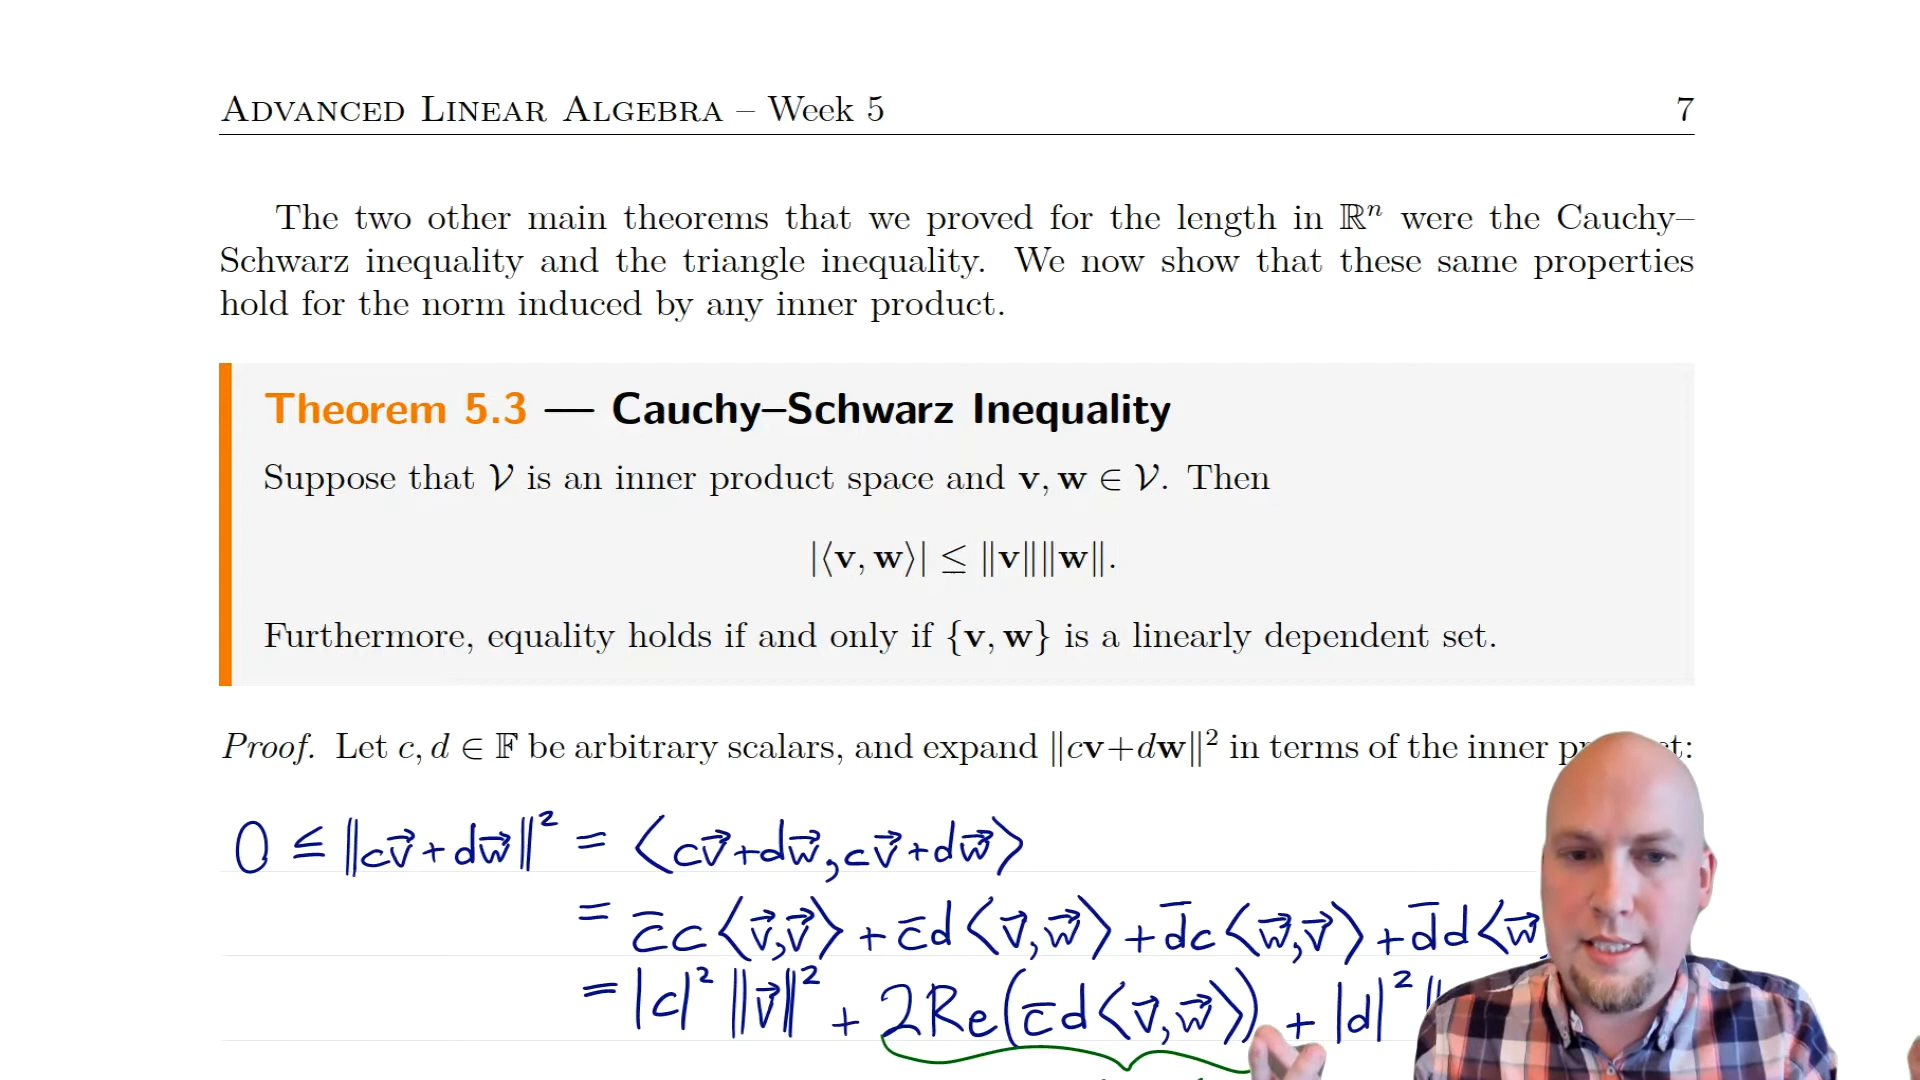 ADVANCED LINEAR ALGEBRA – Week 5 7
The two other main theorems that we proved for the length in ℝⁿ were the Cauchy–
Schwarz inequality and the triangle inequality. We now show that these same properties
hold for the norm induced by any inner product.
Theorem 5.3 — Cauchy–Schwarz Inequality
Suppose that 𝒱 is an inner product space and v, w ∈ 𝒱. Then
|⟨v, w⟩| ≤ ‖v‖‖w‖.
Furthermore, equality holds if and only if {v, w} is a linearly dependent set.
Proof. Let c, d ∈ 𝔽 be arbitrary scalars, and expand ‖cv+dw‖² in terms of the inner
0 ≤ ‖cv⃗ + dw⃗‖² = ⟨cv⃗+dw⃗, cv⃗+dw⃗⟩
= c̄c⟨v⃗,v⃗⟩ + c̄d⟨v⃗,w⃗⟩ + d̄c⟨w⃗,v⃗⟩ + d̄d⟨w⃗
= |c|²‖v⃗‖² + 2Re(c̄d⟨v⃗,w⃗⟩) + |d|²‖